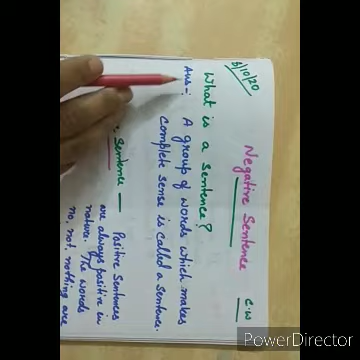 6/10/20
Negative Sentence
C.W
What is a sentence?
Ans=: A group of words which makes
complete sense is called a sentence.
Sentence — Positive Sentences
are always positive in
nature. The words
no, not, nothing are
PowerDirector